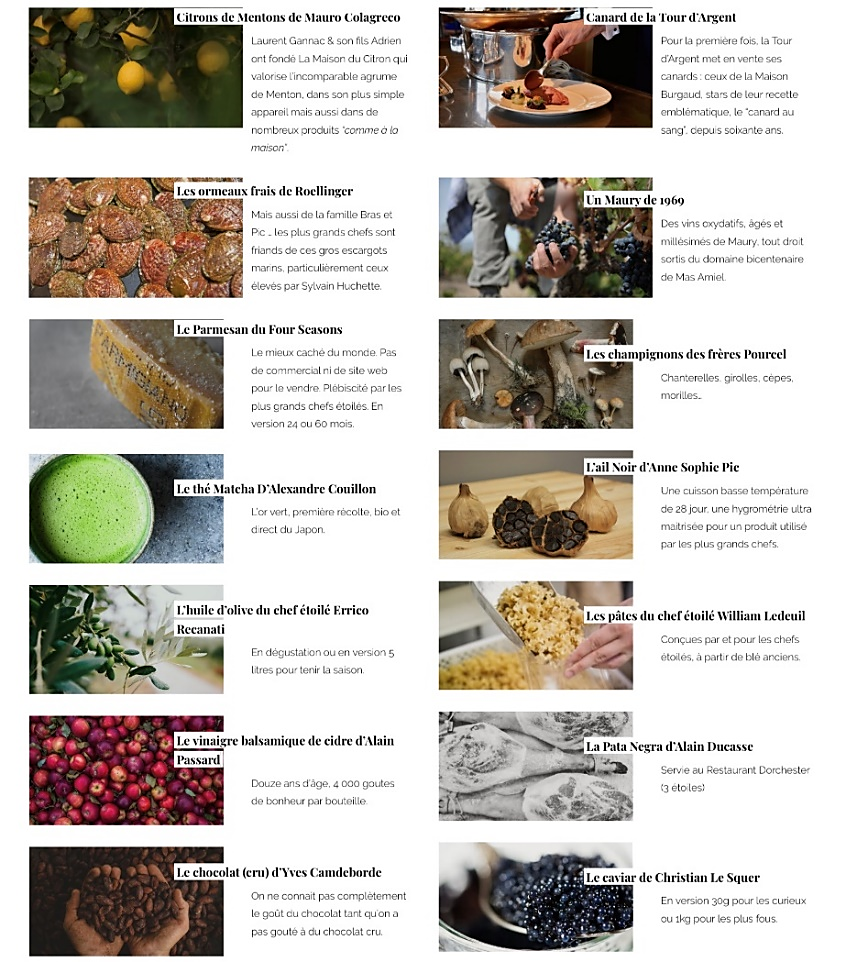 Citrons de Mentons de Mauro Colagreco
Laurent Gannac & son fils Adrien
ont fondé La Maison du Citron qui
valorise l'incomparable agrume
de Menton, dans son plus simple
appareil mais aussi dans de
nombreux produits "comme à la
maison".
Canard de la Tour d'Argent
Pour la première fois, la Tour
d'Argent met en vente ses
canards : ceux de la Maison
Burgaud, stars de leur recette
emblématique, le "canard au
sang", depuis soixante ans.
Les ormeaux frais de Roellinger
Mais aussi de la famille Bras et
Pic … les plus grands chefs sont
friands de ces gros escargots
marins, particulièrement ceux
élevés par Sylvain Huchette.
Un Maury de 1969
Des vins oxydatifs, âgés et
millésimés de Maury, tout droit
sortis du domaine bicentenaire
de Mas Amiel.
Le Parmesan du Four Seasons
Le mieux caché du monde. Pas
de commercial ni de site web
pour le vendre. Plébiscité par les
plus grands chefs étoilés. En
version 24 ou 60 mois.
Les champignons des frères Pourcel
Chanterelles, girolles, cèpes,
morilles…
Le thé Matcha D'Alexandre Couillon
L'or vert, première récolte, bio et
direct du Japon.
L'ail Noir d'Anne Sophie Pic
Une cuisson basse température
de 28 jour, une hygrométrie ultra
maitrisée pour un produit utilisé
par les plus grands chefs.
L'huile d'olive du chef étoilé Errico
Recanati
En dégustation ou en version 5
litres pour tenir la saison.
Les pâtes du chef étoilé William Ledeuil
Conçues par et pour les chefs
étoilés, à partir de blé anciens.
Le vinaigre balsamique de cidre d'Alain
Passard
Douze ans d'âge, 4 000 goutes
de bonheur par bouteille.
La Pata Negra d'Alain Ducasse
Servie au Restaurant Dorchester
(3 étoiles)
Le chocolat (cru) d'Yves Camdeborde
On ne connaît pas complètement
le goût du chocolat tant qu'on a
pas gouté à du chocolat cru.
Le caviar de Christian Le Squer
En version 30g pour les curieux
ou 1kg pour les plus fous.